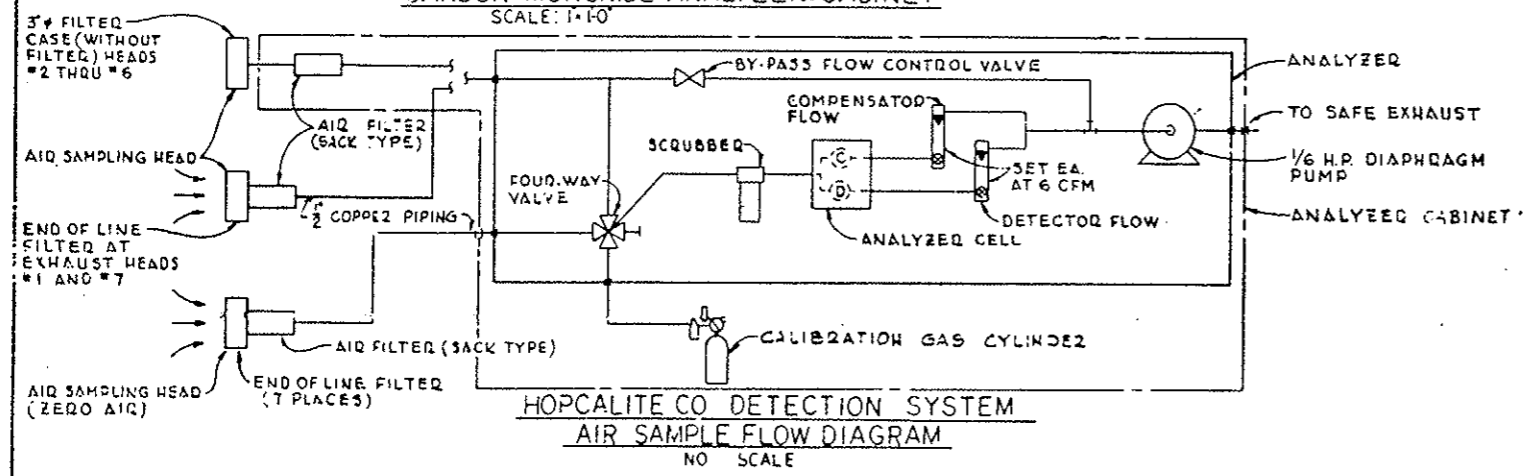 SCALE: 1"=1'-0"
3"φ FILTER
CASE (WITHOUT
FILTER) HEADS
#2 THRU #6
AIR FILTER
(SACK TYPE)
AIR SAMPLING HEAD
1/2" COPPER PIPING
END OF LINE
FILTER AT
EXHAUST HEADS
#1 AND #7
AIR FILTER (SACK TYPE)
AIR SAMPLING HEAD
(ZERO AIR)
END OF LINE FILTER
(7 PLACES)
BY-PASS FLOW CONTROL VALVE
COMPENSATOR
FLOW
SCRUBBER
FOUR-WAY
VALVE
C
D
SET EA.
AT 6 CFM
DETECTOR FLOW
ANALYZER CELL
CALIBRATION GAS CYLINDER
ANALYZER
TO SAFE EXHAUST
1/6 H.P. DIAPHRAGM
PUMP
ANALYZER CABINET
HOPCALITE CO DETECTION SYSTEM
AIR SAMPLE FLOW DIAGRAM
NO SCALE